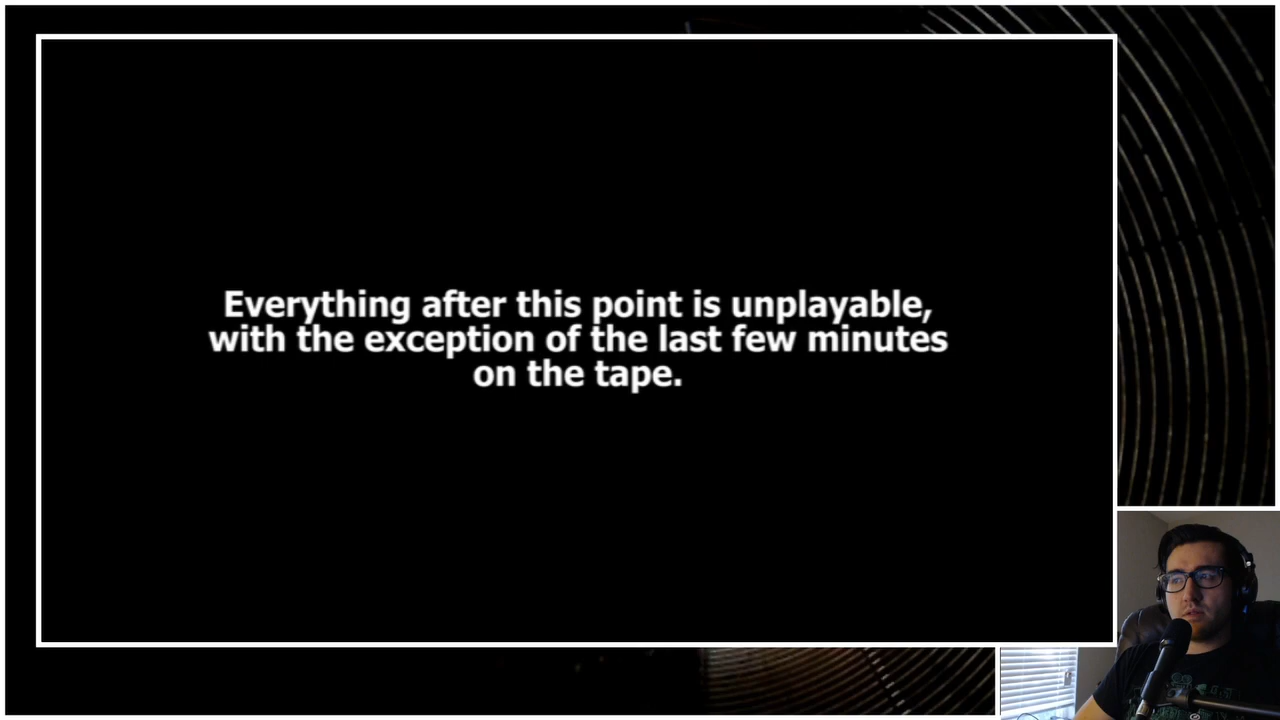 Everything after this point is unplayable,
with the exception of the last few minutes
on the tape.